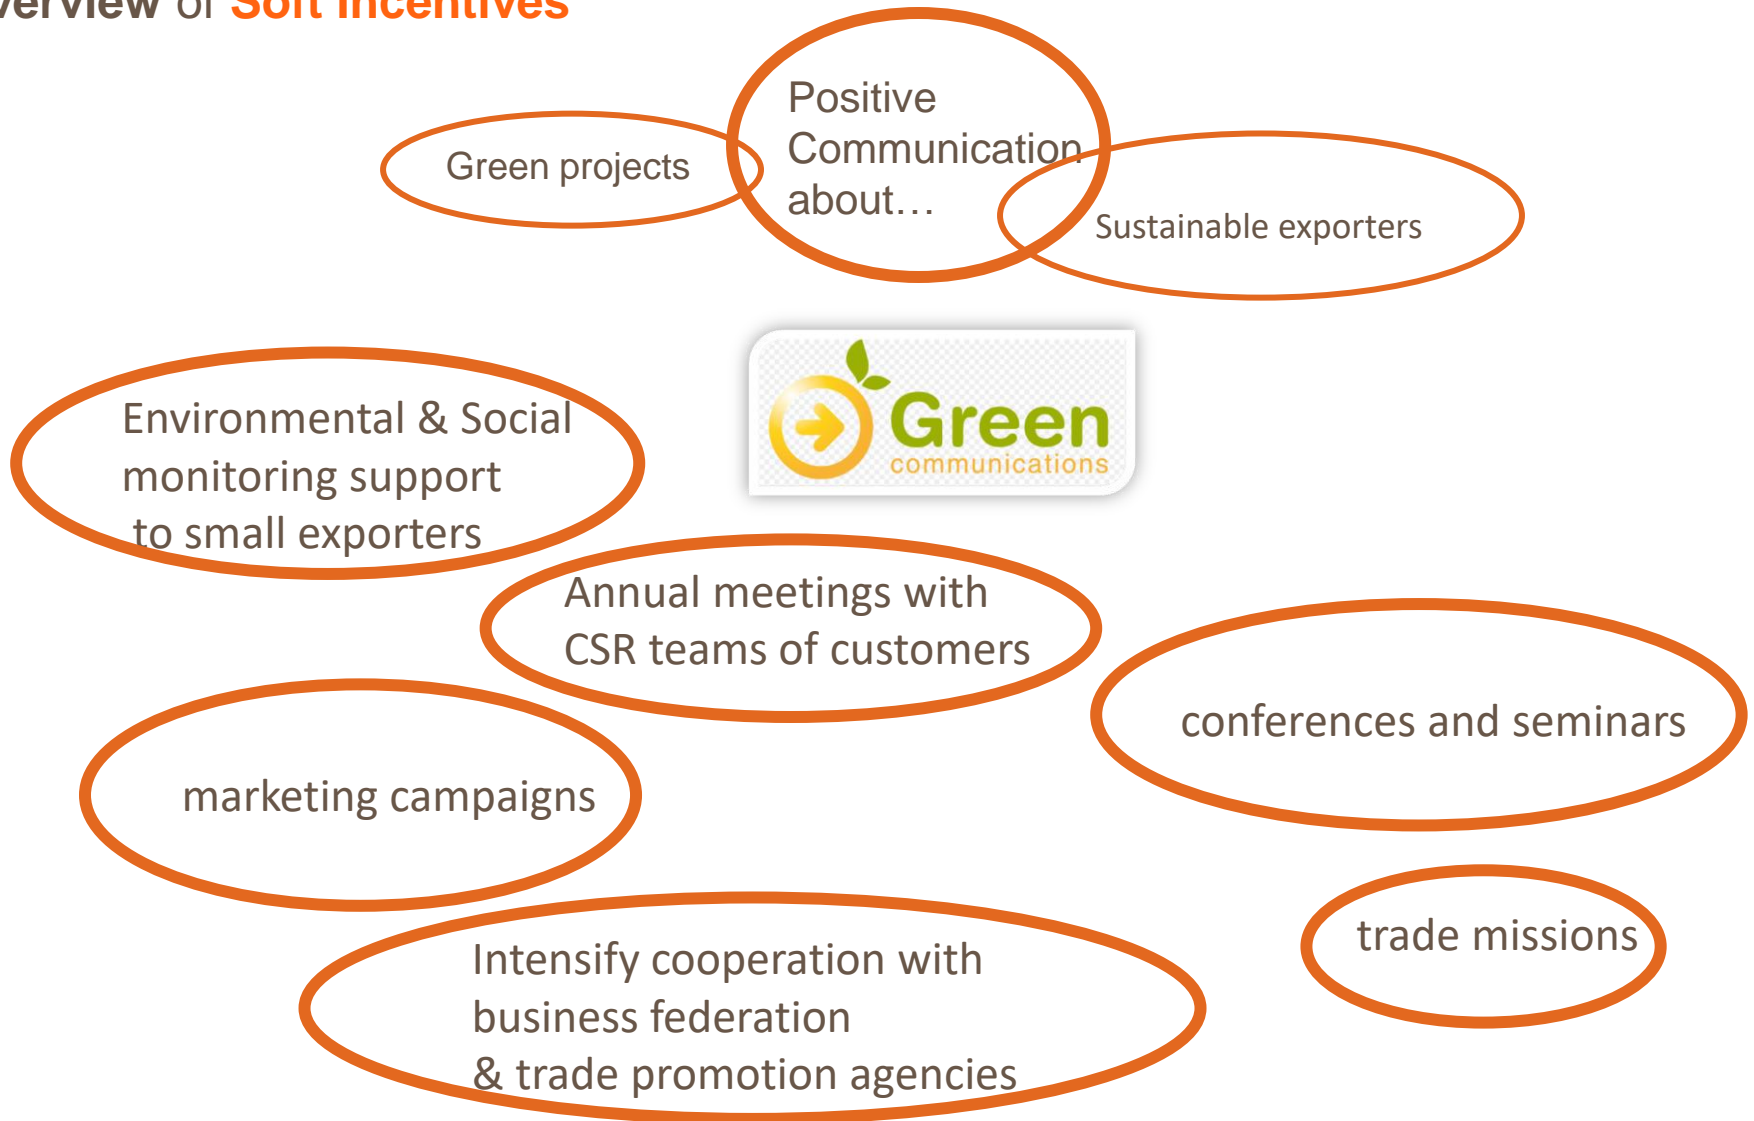 verview of Soft Incentives
Positive
Communication
about…
Green projects
Sustainable exporters
Green
communications
Environmental & Social
monitoring support
to small exporters
Annual meetings with
CSR teams of customers
conferences and seminars
marketing campaigns
trade missions
Intensify cooperation with
business federation
& trade promotion agencies